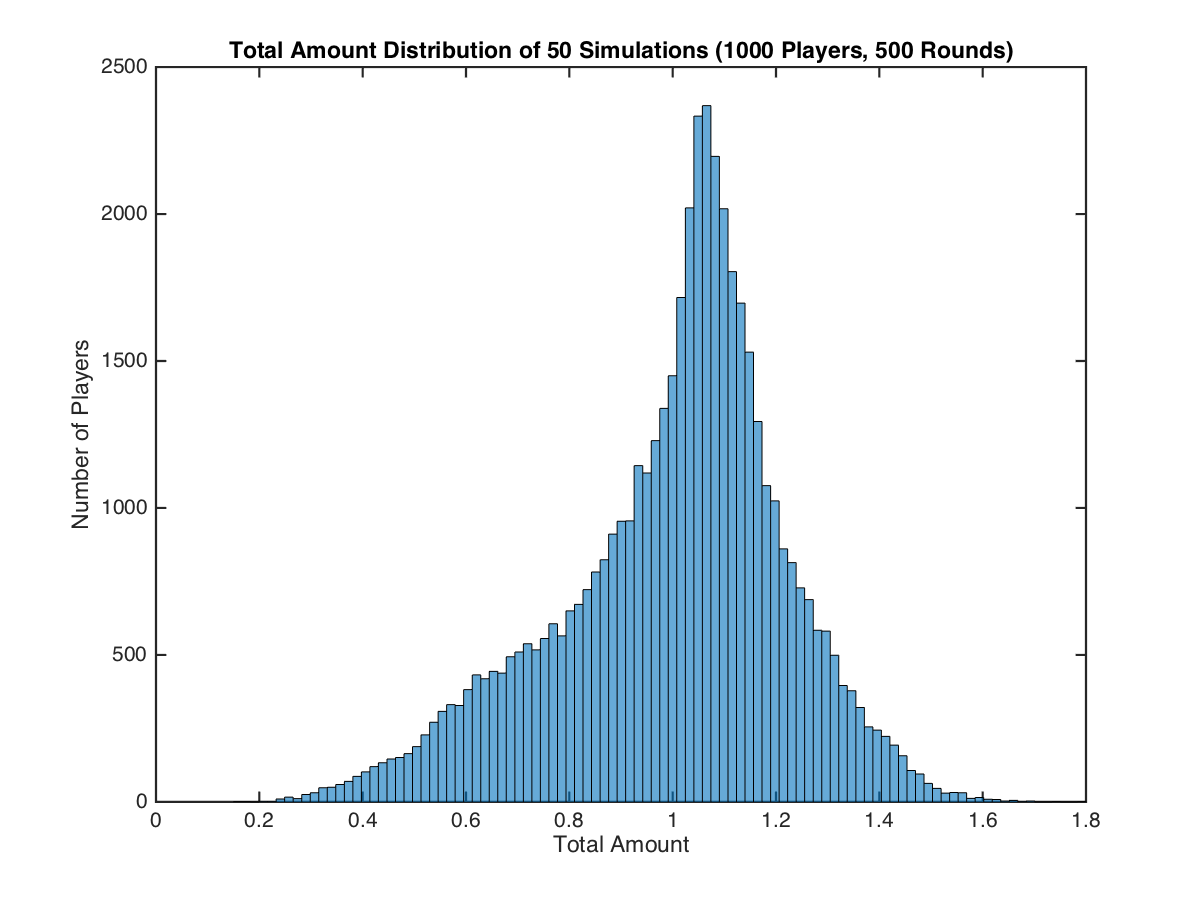 Total Amount Distribution of 50 Simulations (1000 Players, 500 Rounds)
2500
2000
1500
1000
500
0
Number of Players
0 0.2 0.4 0.6 0.8 1 1.2 1.4 1.6 1.8
Total Amount